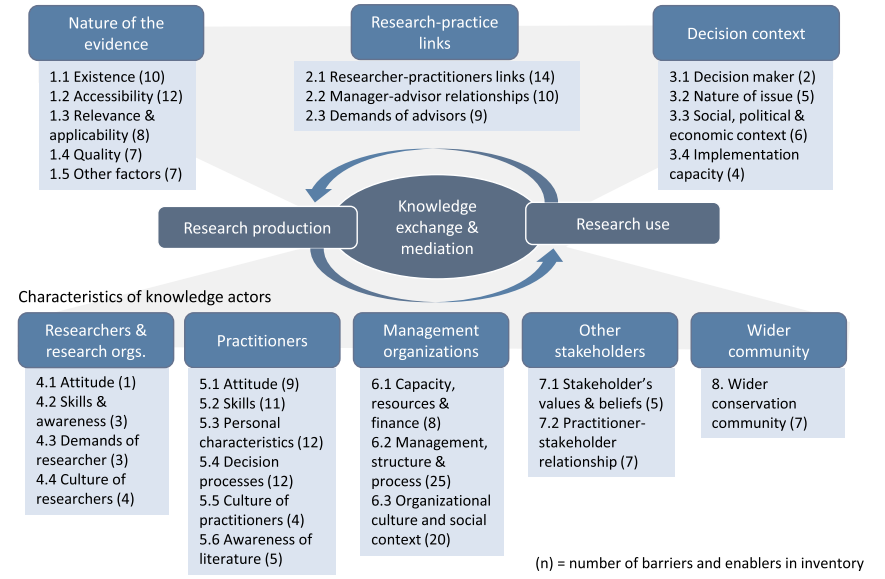 Nature of the
evidence
1.1 Existence (10)
1.2 Accessibility (12)
1.3 Relevance &
applicability (8)
1.4 Quality (7)
1.5 Other factors (7)
Research-practice
links
2.1 Researcher-practitioners links (14)
2.2 Manager-advisor relationships (10)
2.3 Demands of advisors (9)
Decision context
3.1 Decision maker (2)
3.2 Nature of issue (5)
3.3 Social, political &
economic context (6)
3.4 Implementation
capacity (4)
Research production
Knowledge
exchange &
mediation
Research use
Characteristics of knowledge actors
Researchers &
research orgs.
4.1 Attitude (1)
4.2 Skills &
awareness (3)
4.3 Demands of
researcher (3)
4.4 Culture of
researchers (4)
Practitioners
5.1 Attitude (9)
5.2 Skills (11)
5.3 Personal
characteristics (12)
5.4 Decision
processes (12)
5.5 Culture of
practitioners (4)
5.6 Awareness of
literature (5)
Management
organizations
6.1 Capacity,
resources &
finance (8)
6.2 Management,
structure &
process (25)
6.3 Organizational
culture and social
context (20)
Other
stakeholders
7.1 Stakeholder’s
values & beliefs (5)
7.2 Practitioner-
stakeholder
relationship (7)
Wider
community
8. Wider
conservation
community (7)
(n) = number of barriers and enablers in inventory